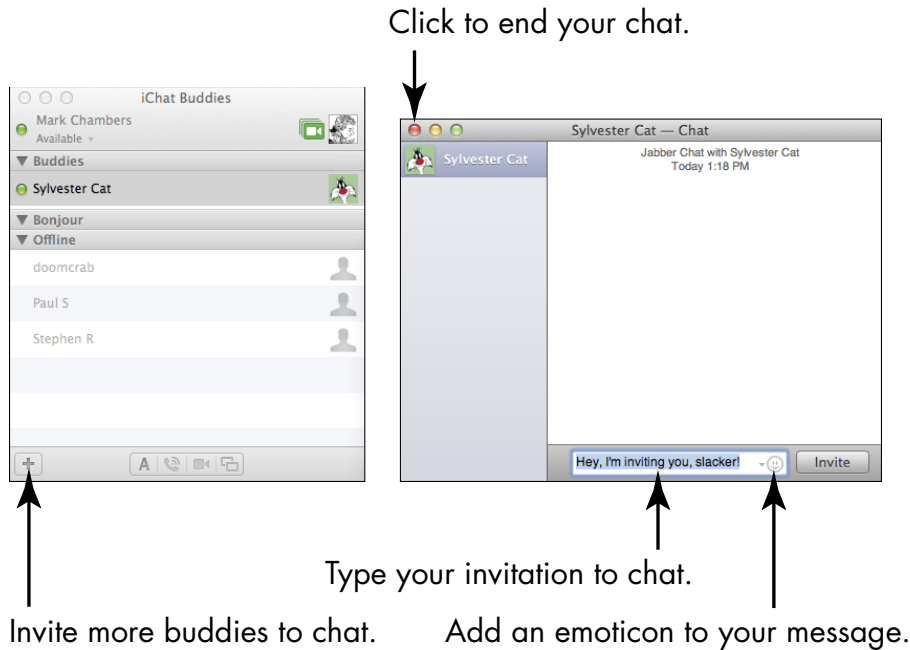 Click to end your chat.
iChat Buddies
Mark Chambers
Available
Buddies
Sylvester Cat
Bonjour
Offline
doomcrab
Paul S
Stephen R
A
Sylvester Cat — Chat
Sylvester Cat
Jabber Chat with Sylvester Cat
Today 1:18 PM
Hey, I'm inviting you, slacker!
Invite
Type your invitation to chat.
Invite more buddies to chat.
Add an emoticon to your message.